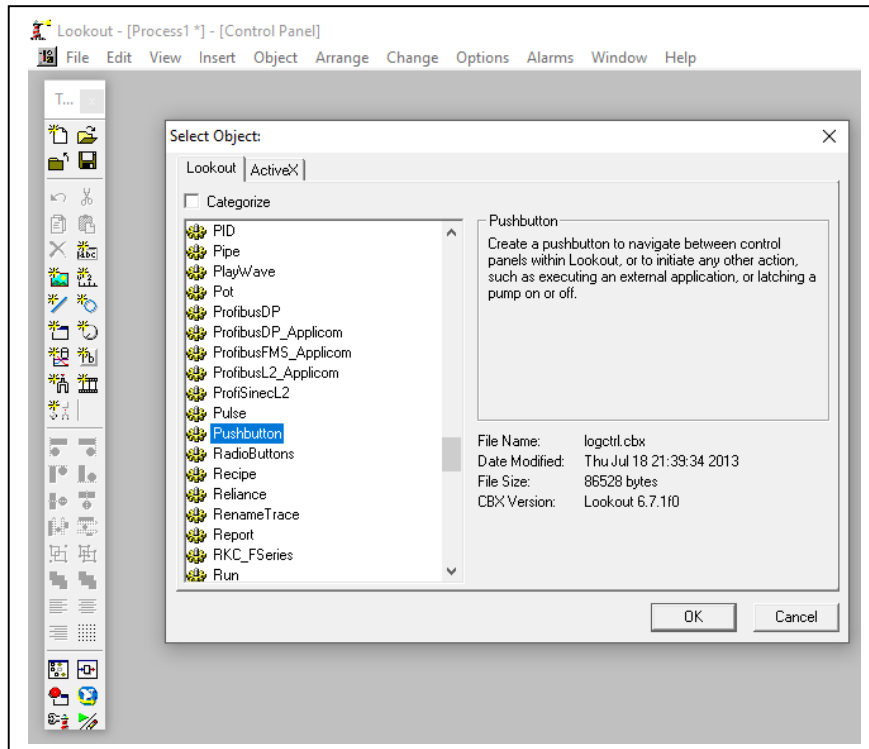 Lookout - [Process1 *] - [Control Panel]
File Edit View Insert Object Arrange Change Options Alarms Window Help
T...
Select Object:
Lookout ActiveX
Categorize
PID
Pipe
PlayWave
Pot
ProfibusDP
ProfibusDP_Applicom
ProfibusFMS_Applicom
ProfibusL2_Applicom
ProfiSinecL2
Pulse
Pushbutton
RadioButtons
Recipe
Reliance
RenameTrace
Report
RKC_FSeries
Run
Pushbutton
Create a pushbutton to navigate between control
panels within Lookout, or to initiate any other action,
such as executing an external application, or latching a
pump on or off.
File Name: logctrl.cbx
Date Modified: Thu Jul 18 21:39:34 2013
File Size: 86528 bytes
CBX Version: Lookout 6.7.1f0
OK Cancel